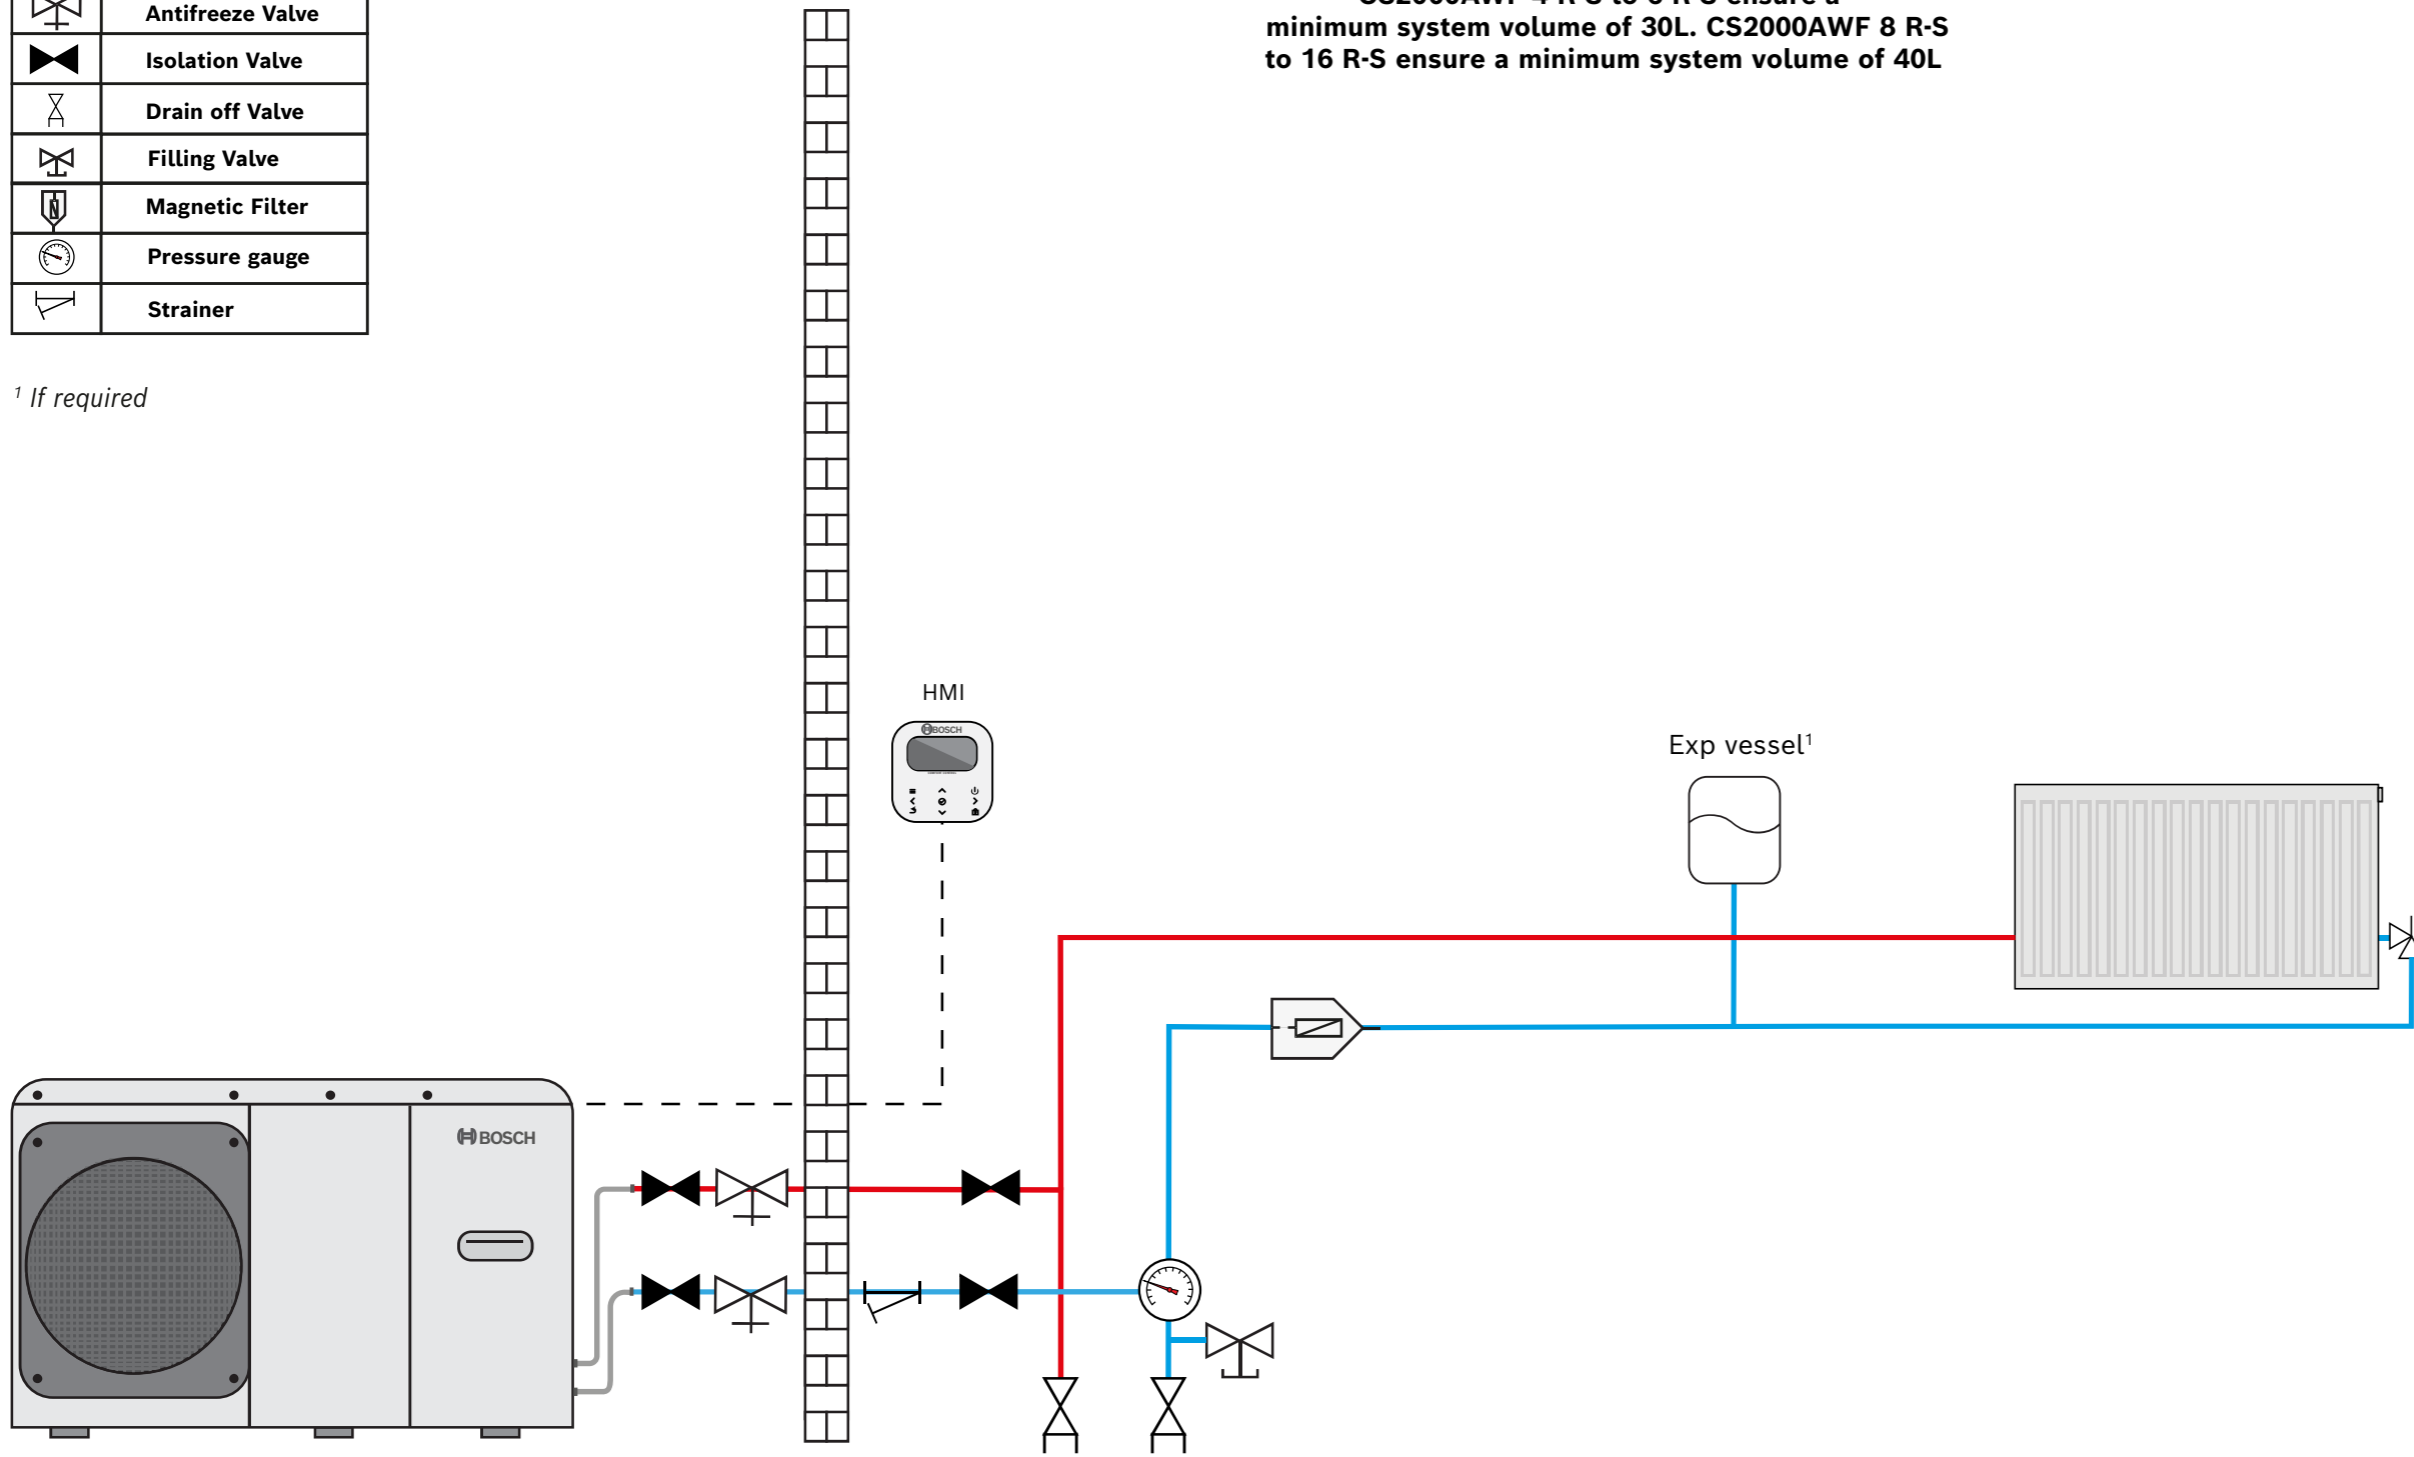 Antifreeze Valve
Isolation Valve
Drain off Valve
Filling Valve
Magnetic Filter
Pressure gauge
Strainer
¹ If required
minimum system volume of 30L. CS2000AWF 8 R-S
to 16 R-S ensure a minimum system volume of 40L
HMI
BOSCH
Exp vessel¹
BOSCH